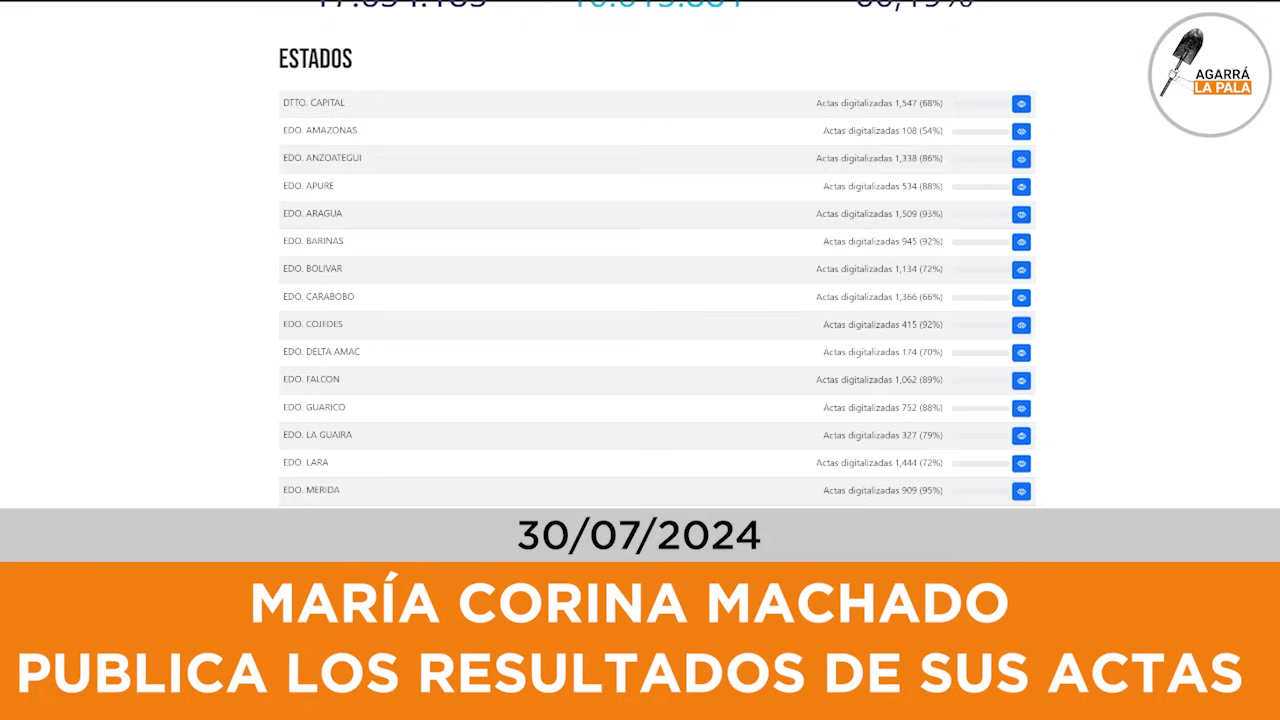 ESTADOS
AGARRÁ
LA PALA
DTTO. CAPITAL Actas digitalizadas 1,547 (68%)
EDO. AMAZONAS Actas digitalizadas 108 (54%)
EDO. ANZOATEGUI Actas digitalizadas 1,338 (86%)
EDO. APURE Actas digitalizadas 534 (88%)
EDO. ARAGUA Actas digitalizadas 1,509 (93%)
EDO. BARINAS Actas digitalizadas 945 (92%)
EDO. BOLIVAR Actas digitalizadas 1,134 (72%)
EDO. CARABOBO Actas digitalizadas 1,366 (66%)
EDO. COJEDES Actas digitalizadas 415 (92%)
EDO. DELTA AMAC Actas digitalizadas 174 (70%)
EDO. FALCON Actas digitalizadas 1,062 (89%)
EDO. GUARICO Actas digitalizadas 752 (88%)
EDO. LA GUAIRA Actas digitalizadas 327 (79%)
EDO. LARA Actas digitalizadas 1,444 (72%)
EDO. MERIDA Actas digitalizadas 909 (95%)
30/07/2024
MARÍA CORINA MACHADO
PUBLICA LOS RESULTADOS DE SUS ACTAS